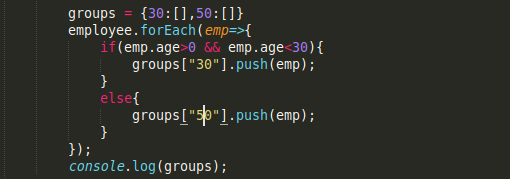 groups = {30:[],50:[]}
employee.forEach(emp=>{
if(emp.age>0 && emp.age<30){
groups["30"].push(emp);
}
else{
groups["50"].push(emp);
}
});
console.log(groups);